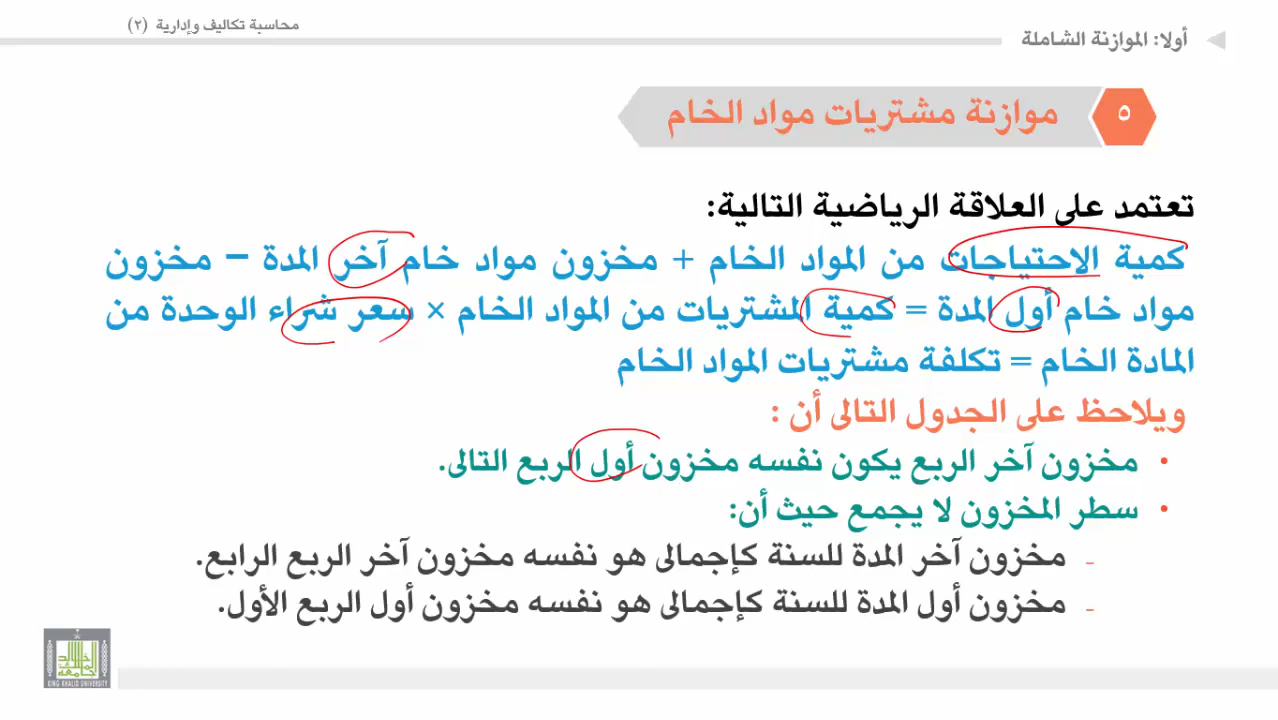 محاسبة تكاليف وإدارية (٢)
أولا: الموازنة الشاملة
٥
موازنة مشتريات مواد الخام
تعتمد على العلاقة الرياضية التالية:
كمية الاحتياجات من المواد الخام + مخزون مواد خام آخر المدة – مخزون
مواد خام أول المدة = كمية المشتريات من المواد الخام × سعر شراء الوحدة من
المادة الخام = تكلفة مشتريات المواد الخام
ويلاحظ على الجدول التالى أن :
• مخزون آخر الربع يكون نفسه مخزون أول الربع التالى.
• سطر المخزون لا يجمع حيث أن:
- مخزون آخر المدة للسنة كإجمالى هو نفسه مخزون آخر الربع الرابع.
- مخزون أول المدة للسنة كإجمالى هو نفسه مخزون أول الربع الأول.
KING KHALID UNIVERSITY